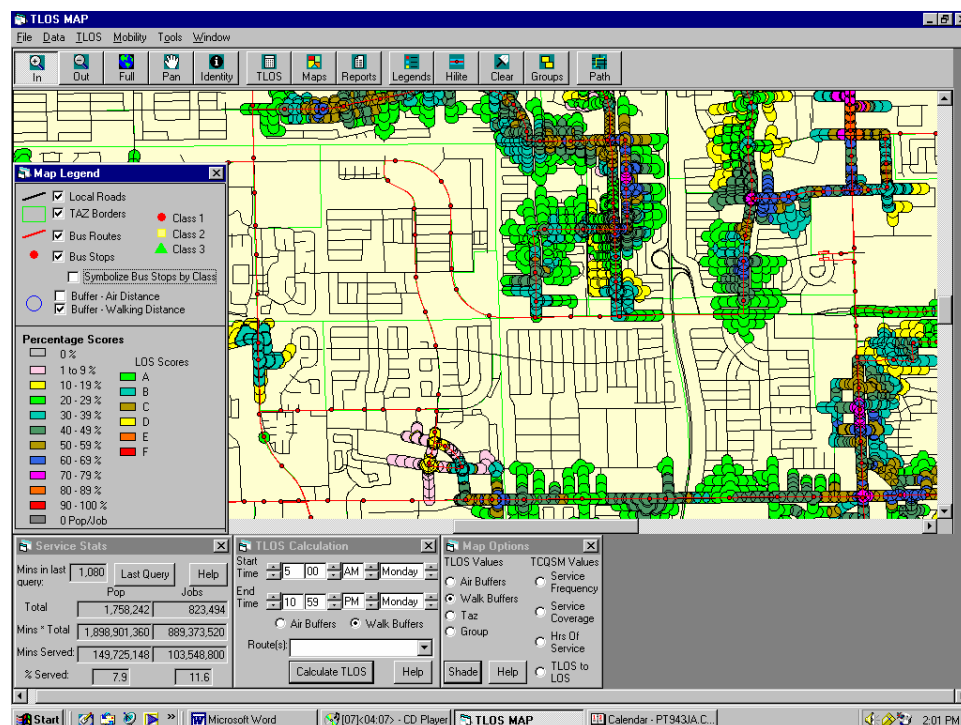 TLOS MAP
File Data TLOS Mobility Tools Window
In Out Full Pan Identity TLOS Maps Reports Legends Hilite Clear Groups Path
Map Legend
Local Roads
TAZ Borders
Bus Routes
Bus Stops
Class 1
Class 2
Class 3
Symbolize Bus Stops by Class
Buffer - Air Distance
Buffer - Walking Distance
Percentage Scores
0 %
1 to 9 %
10 - 19 %
20 - 29 %
30 - 39 %
40 - 49 %
50 - 59 %
60 - 69 %
70 - 79 %
80 - 89 %
90 - 100 %
0 Pop/Job
LOS Scores
A
B
C
D
E
F
Service Stats
Mins in last query: 1,080 Last Query Help
Pop Jobs
Total 1,758,242 823,494
Mins * Total 1,898,901,360 889,373,520
Mins Served: 149,725,148 103,548,800
% Served: 7.9 11.6
TLOS Calculation
Start Time 5 00 AM Monday
End Time 10 59 PM Monday
Air Buffers Walk Buffers
Route(s):
Calculate TLOS Help
Map Options
TLOS Values
Air Buffers
Walk Buffers
Taz
Group
TCQSM Values
Service Frequency
Service Coverage
Hrs Of Service
TLOS to LOS
Shade Help
Start Microsoft Word [07]<04:07> - CD Player TLOS MAP Calendar - PT943JA.C... 2:01 PM